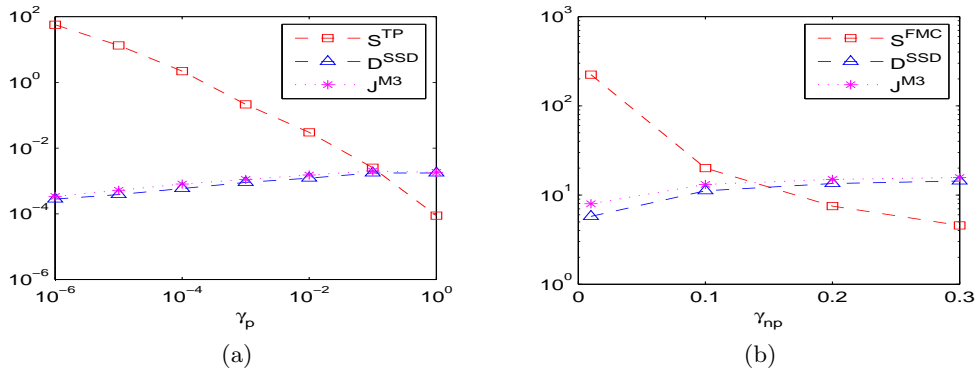 10^2
10^0
10^-2
10^-4
10^-6
S^TP
D^SSD
J^M3
10^-6 10^-4 10^-2 10^0
γ_p
(a)
10^3
10^2
10^1
10^0
S^FMC
D^SSD
J^M3
0 0.1 0.2 0.3
γ_np
(b)